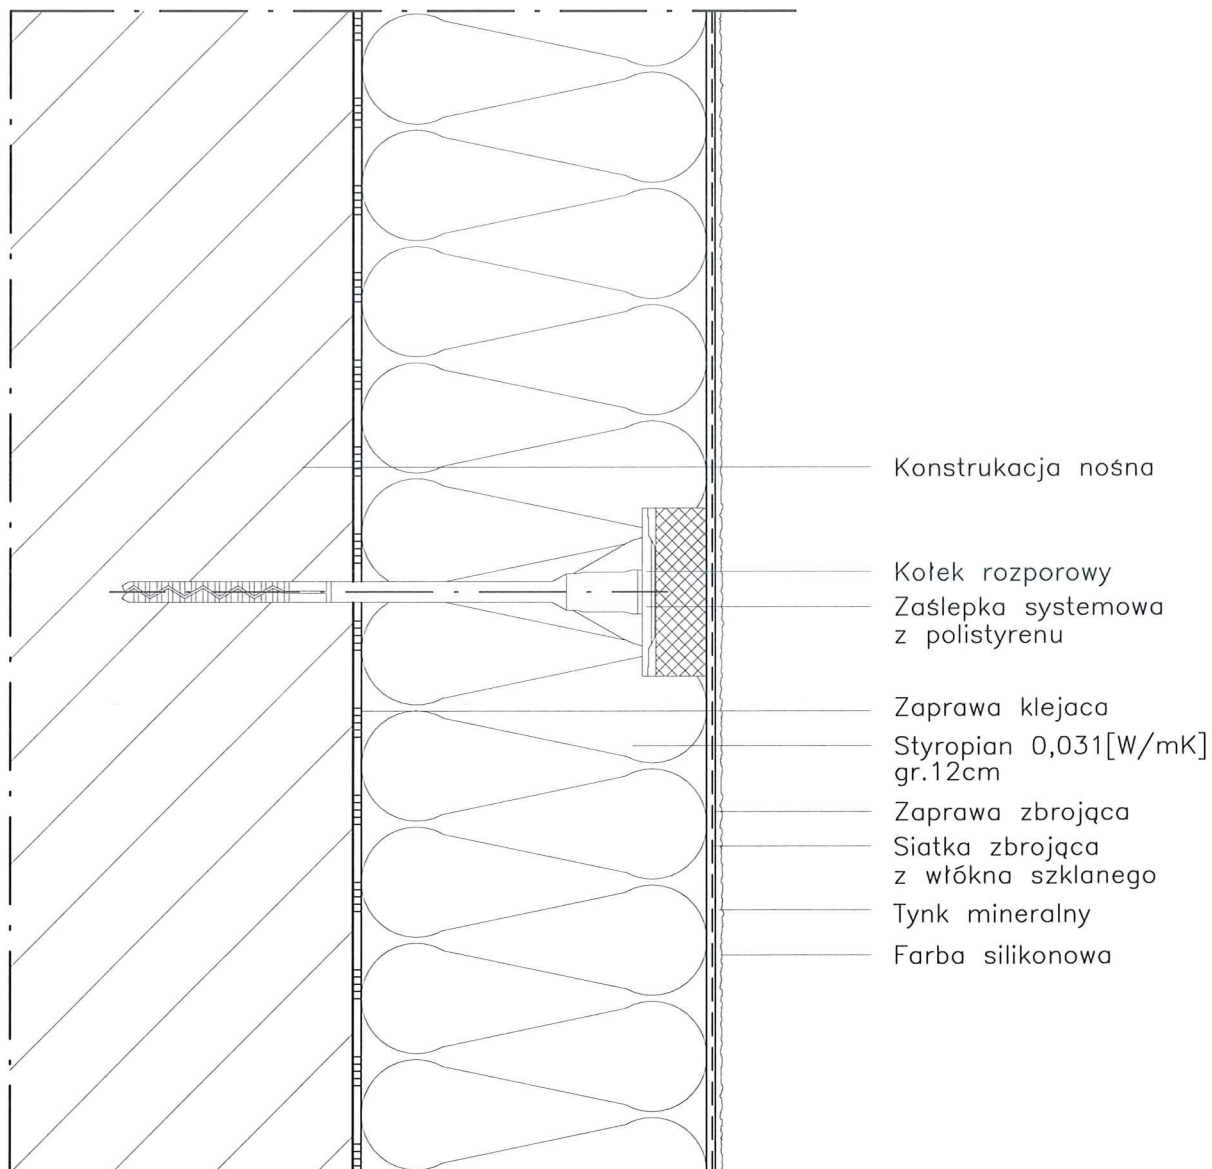 Konstrukacja nośna
Kołek rozporowy
Zaślepka systemowa
z polistyrenu
Zaprawa klejaca
Styropian 0,031[W/mK]
gr.12cm
Zaprawa zbrojąca
Siatka zbrojąca
z włókna szklanego
Tynk mineralny
Farba silikonowa